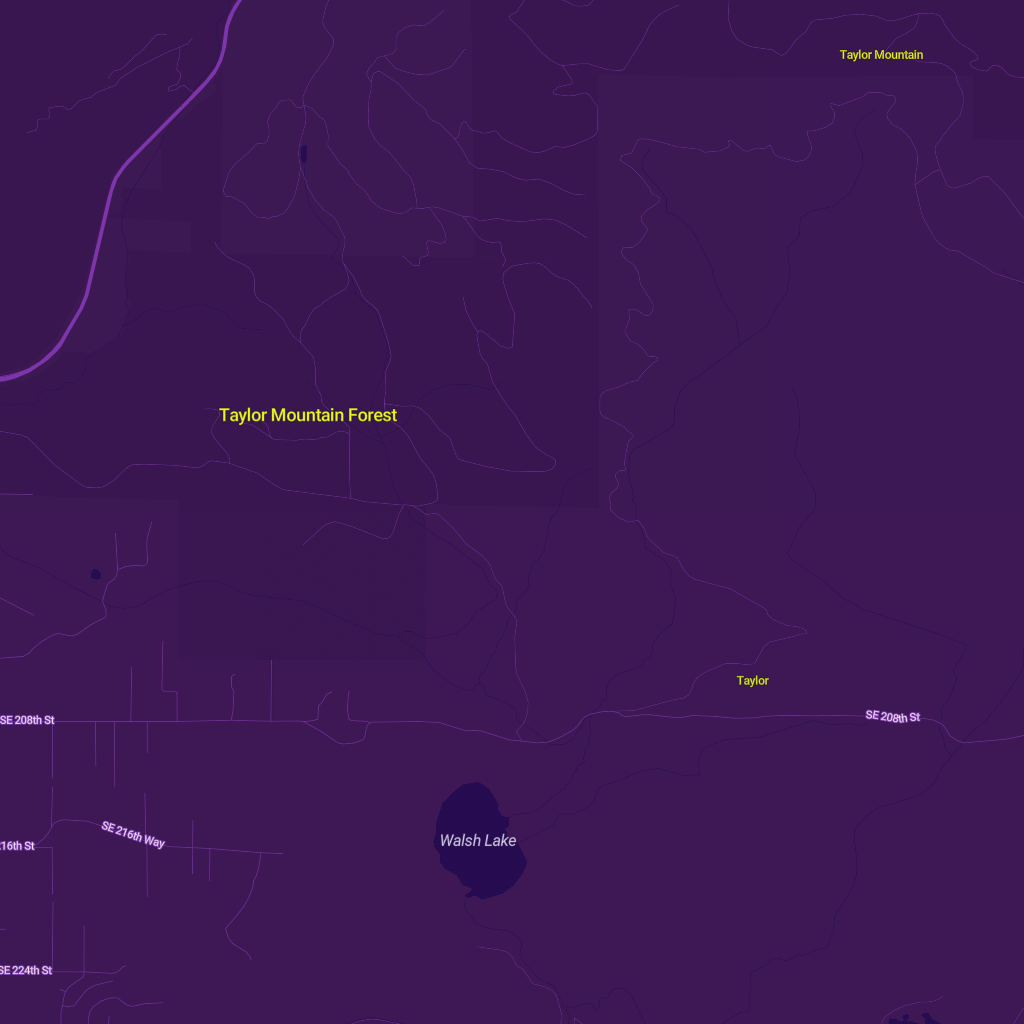 Taylor Mountain
Taylor Mountain Forest
Taylor
SE 208th St
SE 208th St
Walsh Lake
SE 216th Way
16th St
SE 224th St